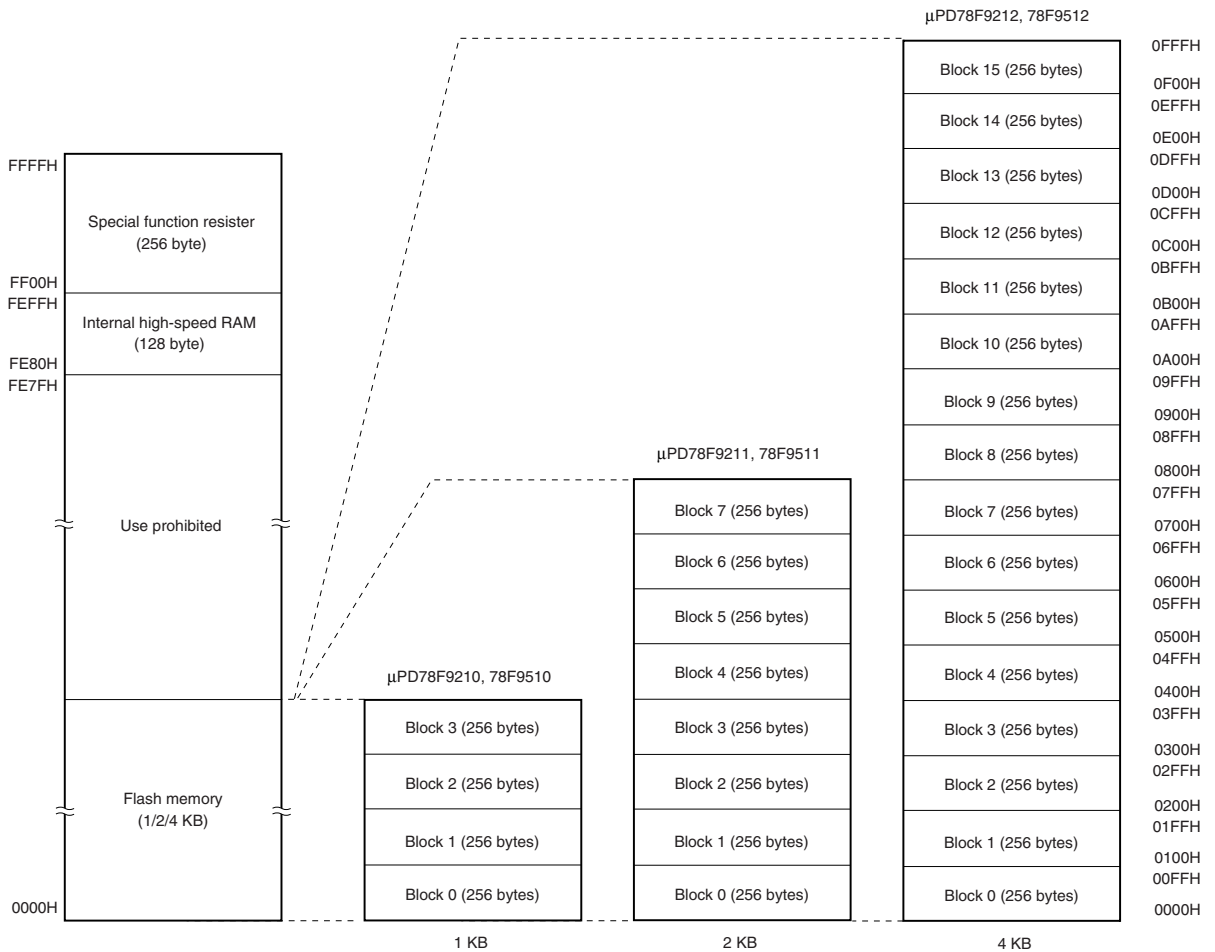 FFFFH
Special function resister
(256 byte)
FF00H
FEFFH
Internal high-speed RAM
(128 byte)
FE80H
FE7FH
Use prohibited
Flash memory
(1/2/4 KB)
0000H
μPD78F9210, 78F9510
Block 3 (256 bytes)
Block 2 (256 bytes)
Block 1 (256 bytes)
Block 0 (256 bytes)
1 KB
μPD78F9211, 78F9511
Block 7 (256 bytes)
Block 6 (256 bytes)
Block 5 (256 bytes)
Block 4 (256 bytes)
Block 3 (256 bytes)
Block 2 (256 bytes)
Block 1 (256 bytes)
Block 0 (256 bytes)
2 KB
μPD78F9212, 78F9512
0FFFH
Block 15 (256 bytes)
0F00H
0EFFH
Block 14 (256 bytes)
0E00H
0DFFH
Block 13 (256 bytes)
0D00H
0CFFH
Block 12 (256 bytes)
0C00H
0BFFH
Block 11 (256 bytes)
0B00H
0AFFH
Block 10 (256 bytes)
0A00H
09FFH
Block 9 (256 bytes)
0900H
08FFH
Block 8 (256 bytes)
0800H
07FFH
Block 7 (256 bytes)
0700H
06FFH
Block 6 (256 bytes)
0600H
05FFH
Block 5 (256 bytes)
0500H
04FFH
Block 4 (256 bytes)
0400H
03FFH
Block 3 (256 bytes)
0300H
02FFH
Block 2 (256 bytes)
0200H
01FFH
Block 1 (256 bytes)
0100H
00FFH
Block 0 (256 bytes)
0000H
4 KB